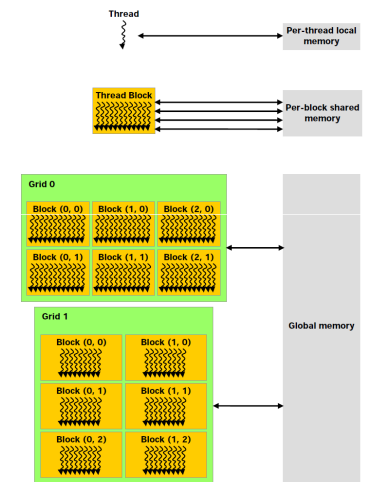 Thread
Per-thread local
memory
Thread Block
Per-block shared
memory
Grid 0
Block (0, 0) Block (1, 0) Block (2, 0)
Block (0, 1) Block (1, 1) Block (2, 1)
Grid 1
Global memory
Block (0, 0) Block (1, 0)
Block (0, 1) Block (1, 1)
Block (0, 2) Block (1, 2)